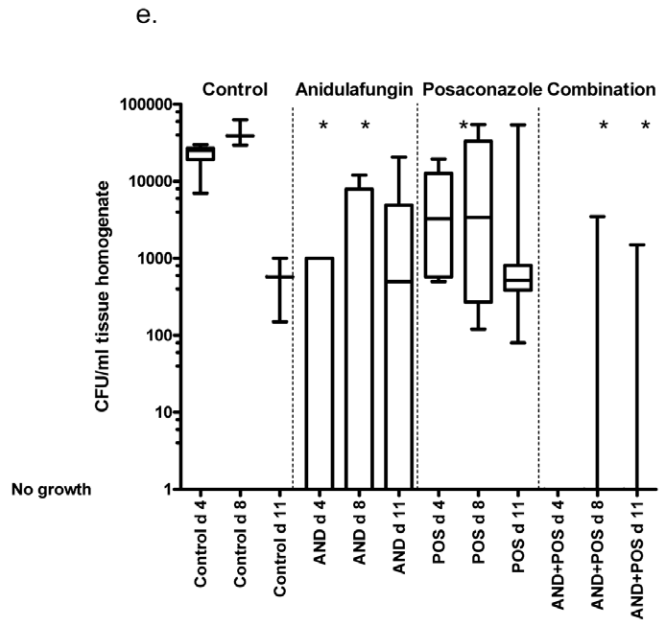 e.
Control Anidulafungin Posaconazole Combination
* * * * *
100000
10000
1000
100
10
1
No growth
CFU/ml tissue homogenate
Control d 4
Control d 8
Control d 11
AND d 4
AND d 8
AND d 11
POS d 4
POS d 8
POS d 11
AND+POS d 4
AND+POS d 8
AND+POS d 11